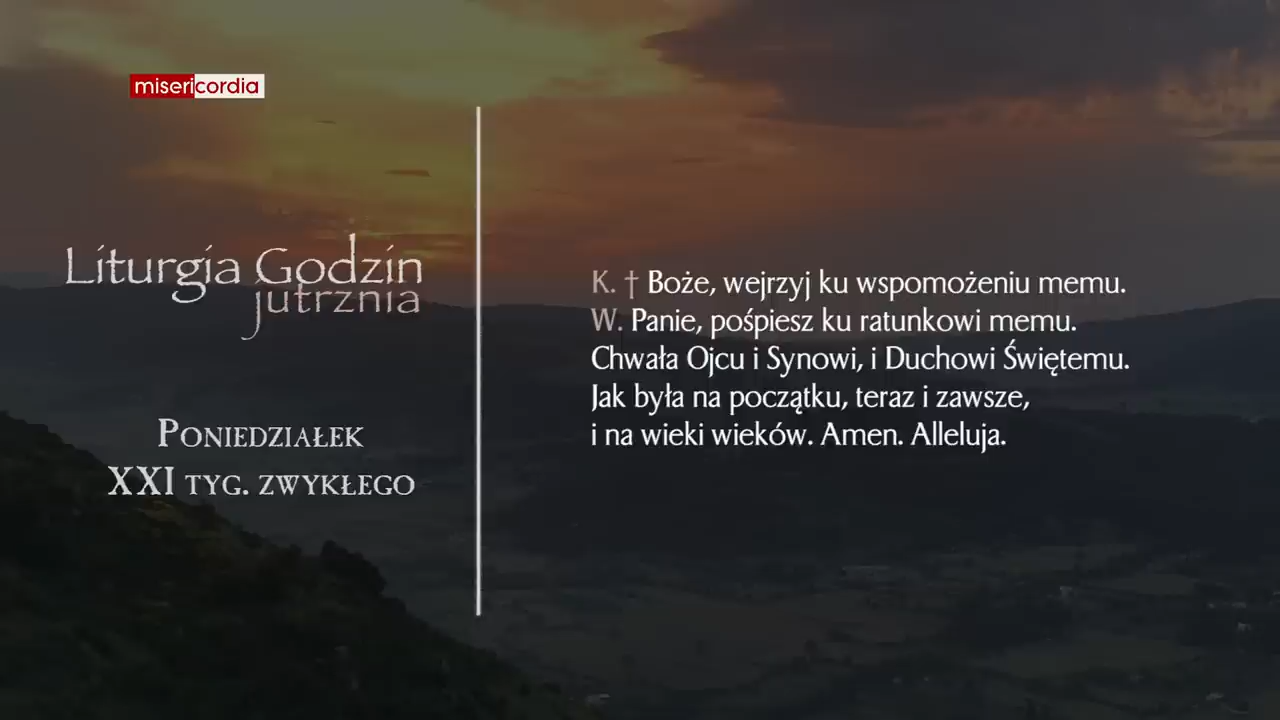 misericordia
Liturgia Godzin
jutrznia
Poniedziałek
XXI tyg. zwykłego
K. † Boże, wejrzyj ku wspomożeniu memu.
W. Panie, pośpiesz ku ratunkowi memu.
Chwała Ojcu i Synowi, i Duchowi Świętemu.
Jak była na początku, teraz i zawsze,
i na wieki wieków. Amen. Alleluja.